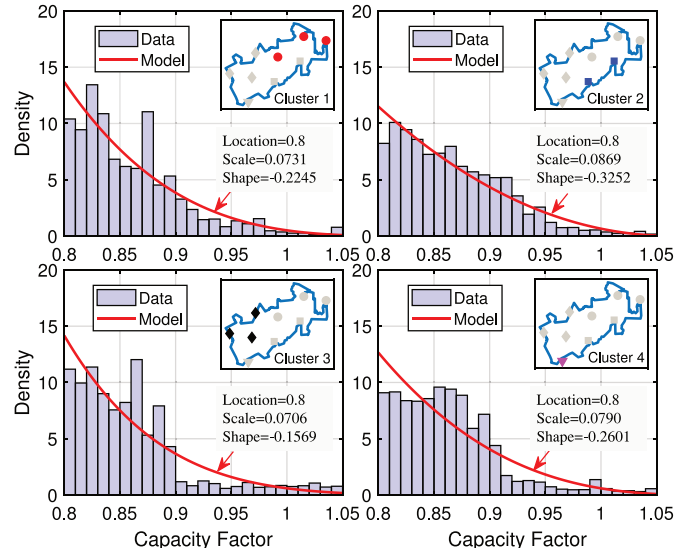 20
15
10
5
0
Density
Data
Model
Cluster 1
Location=0.8
Scale=0.0731
Shape=-0.2245
0.8 0.85 0.9 0.95 1 1.05
20
15
10
5
0
Data
Model
Cluster 2
Location=0.8
Scale=0.0869
Shape=-0.3252
0.8 0.85 0.9 0.95 1 1.05
20
15
10
5
0
Density
Data
Model
Cluster 3
Location=0.8
Scale=0.0706
Shape=-0.1569
0.8 0.85 0.9 0.95 1 1.05
Capacity Factor
20
15
10
5
0
Data
Model
Cluster 4
Location=0.8
Scale=0.0790
Shape=-0.2601
0.8 0.85 0.9 0.95 1 1.05
Capacity Factor